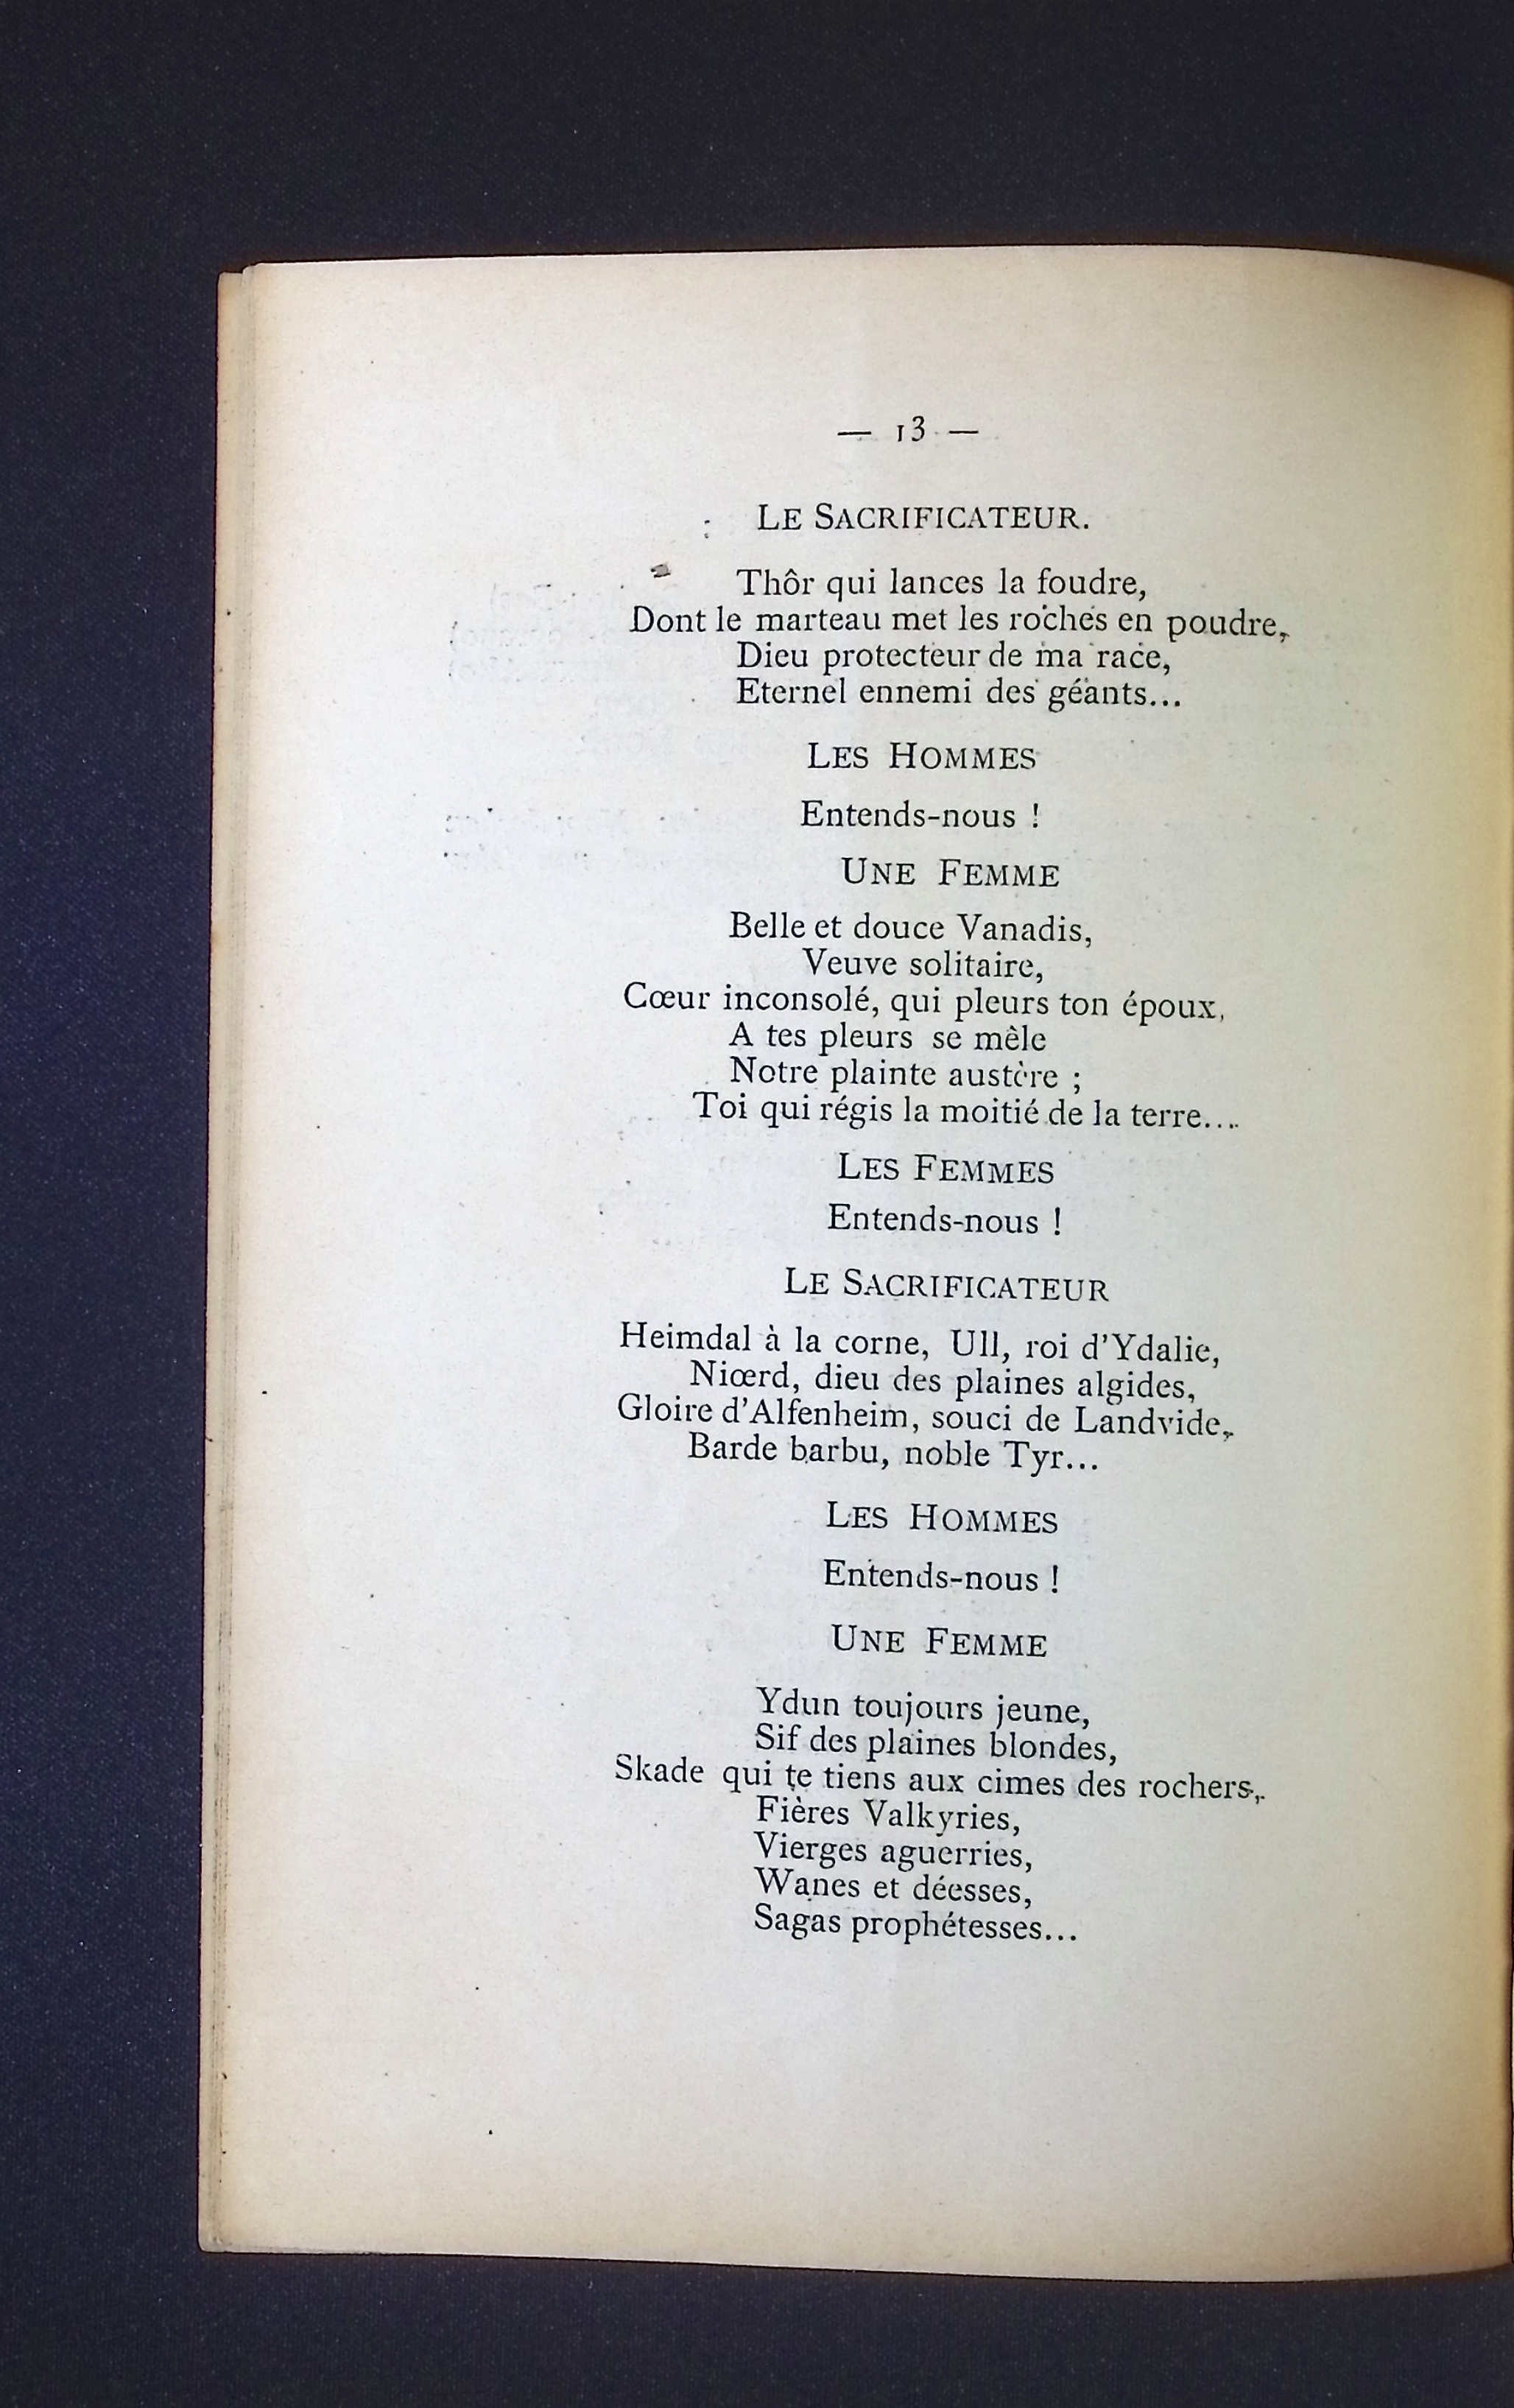 — 13 —
LE SACRIFICATEUR.
Thôr qui lances la foudre,
Dont le marteau met les roches en poudre,
Dieu protecteur de ma race,
Eternel ennemi des géants...
LES HOMMES
Entends-nous !
UNE FEMME
Belle et douce Vanadis,
Veuve solitaire,
Cœur inconsolé, qui pleurs ton époux,
A tes pleurs se mêle
Notre plainte austère ;
Toi qui régis la moitié de la terre...
LES FEMMES
Entends-nous !
LE SACRIFICATEUR
Heimdal à la corne, Ull, roi d'Ydalie,
Niœrd, dieu des plaines algides,
Gloire d'Alfenheim, souci de Landvide,
Barde barbu, noble Tyr...
LES HOMMES
Entends-nous !
UNE FEMME
Ydun toujours jeune,
Sif des plaines blondes,
Skade qui te tiens aux cimes des rochers,
Fières Valkyries,
Vierges aguerries,
Wanes et déesses,
Sagas prophétesses...